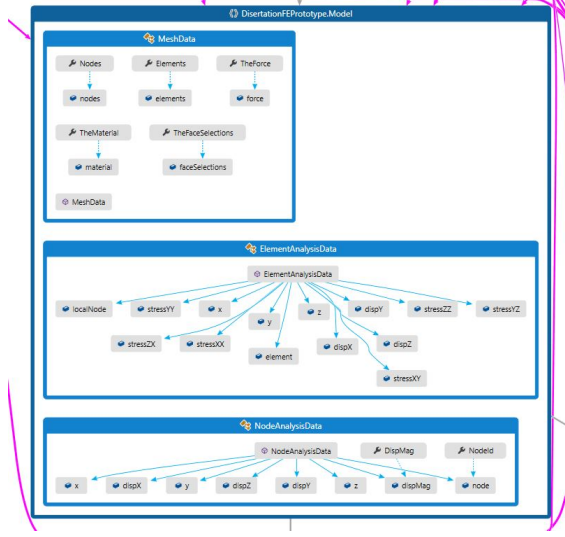 DisertationFEPrototype.Model
MeshData
Nodes Elements TheForce
nodes elements force
TheMaterial TheFaceSelections
material faceSelections
MeshData
ElementAnalysisData
ElementAnalysisData
localNode stressYY x z dispY stressZZ stressYZ
y
stressZX stressXX dispX dispZ
element
stressXY
NodeAnalysisData
NodeAnalysisData DispMag NodeId
x dispX y dispZ dispY z dispMag node